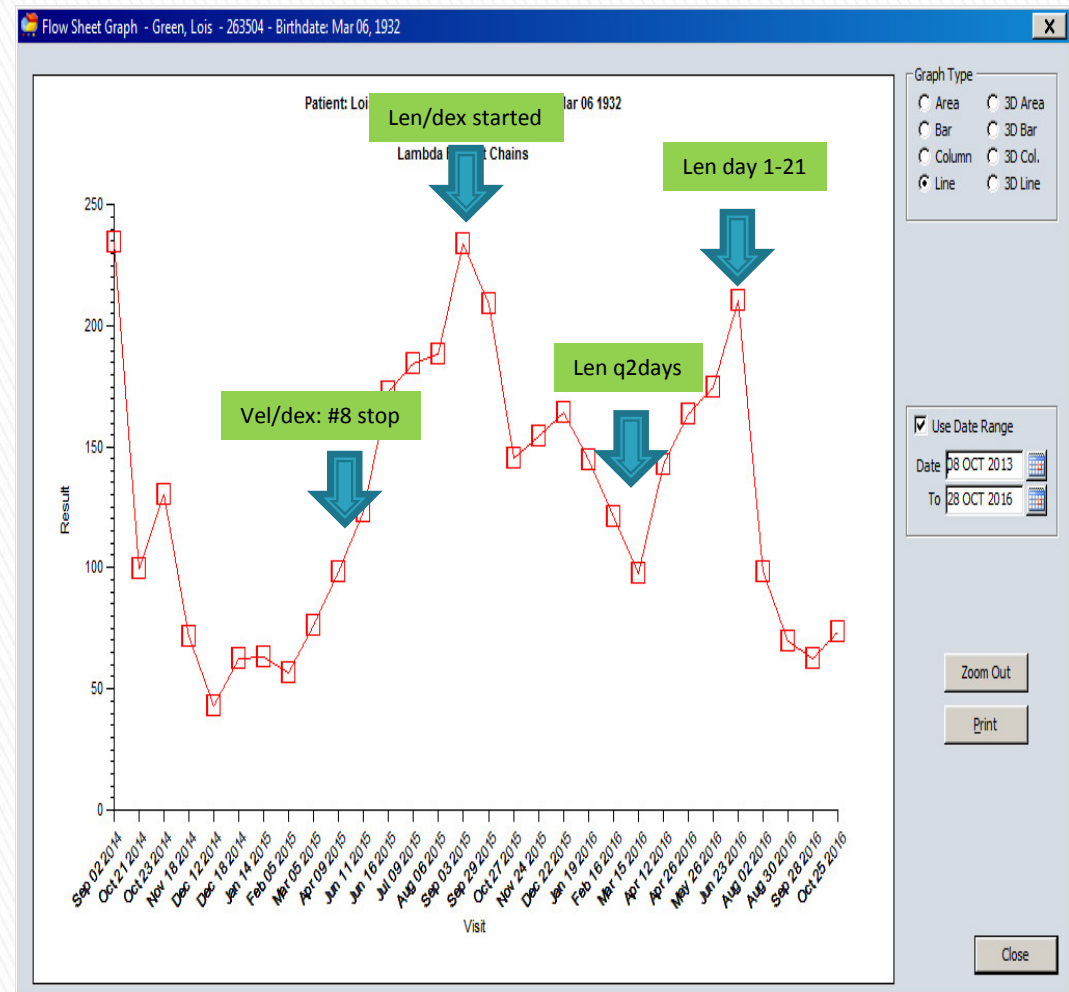 Flow Sheet Graph - Green, Lois - 263504 - Birthdate: Mar 06, 1932
X
Patient: Loi
ar 06 1932
Len/dex started
Lambda
t Chains
Len day 1-21
Len q2days
Vel/dex: #8 stop
250
200
150
100
50
0
Result
Sep 02 2014
Oct 21 2014
Oct 23 2014
Nov 18 2014
Dec 12 2014
Dec 18 2014
Jan 14 2015
Feb 05 2015
Mar 05 2015
Apr 09 2015
Jun 11 2015
Jun 16 2015
Jul 09 2015
Aug 06 2015
Sep 03 2015
Sep 29 2015
Oct 27 2015
Nov 24 2015
Dec 22 2015
Jan 19 2016
Feb 16 2016
Mar 15 2016
Apr 12 2016
Apr 26 2016
May 26 2016
Jun 23 2016
Aug 02 2016
Aug 30 2016
Sep 28 2016
Oct 25 2016
Visit
Graph Type
Area 3D Area
Bar 3D Bar
Column 3D Col.
Line 3D Line
Use Date Range
Date 08 OCT 2013
To 28 OCT 2016
Zoom Out
Print
Close